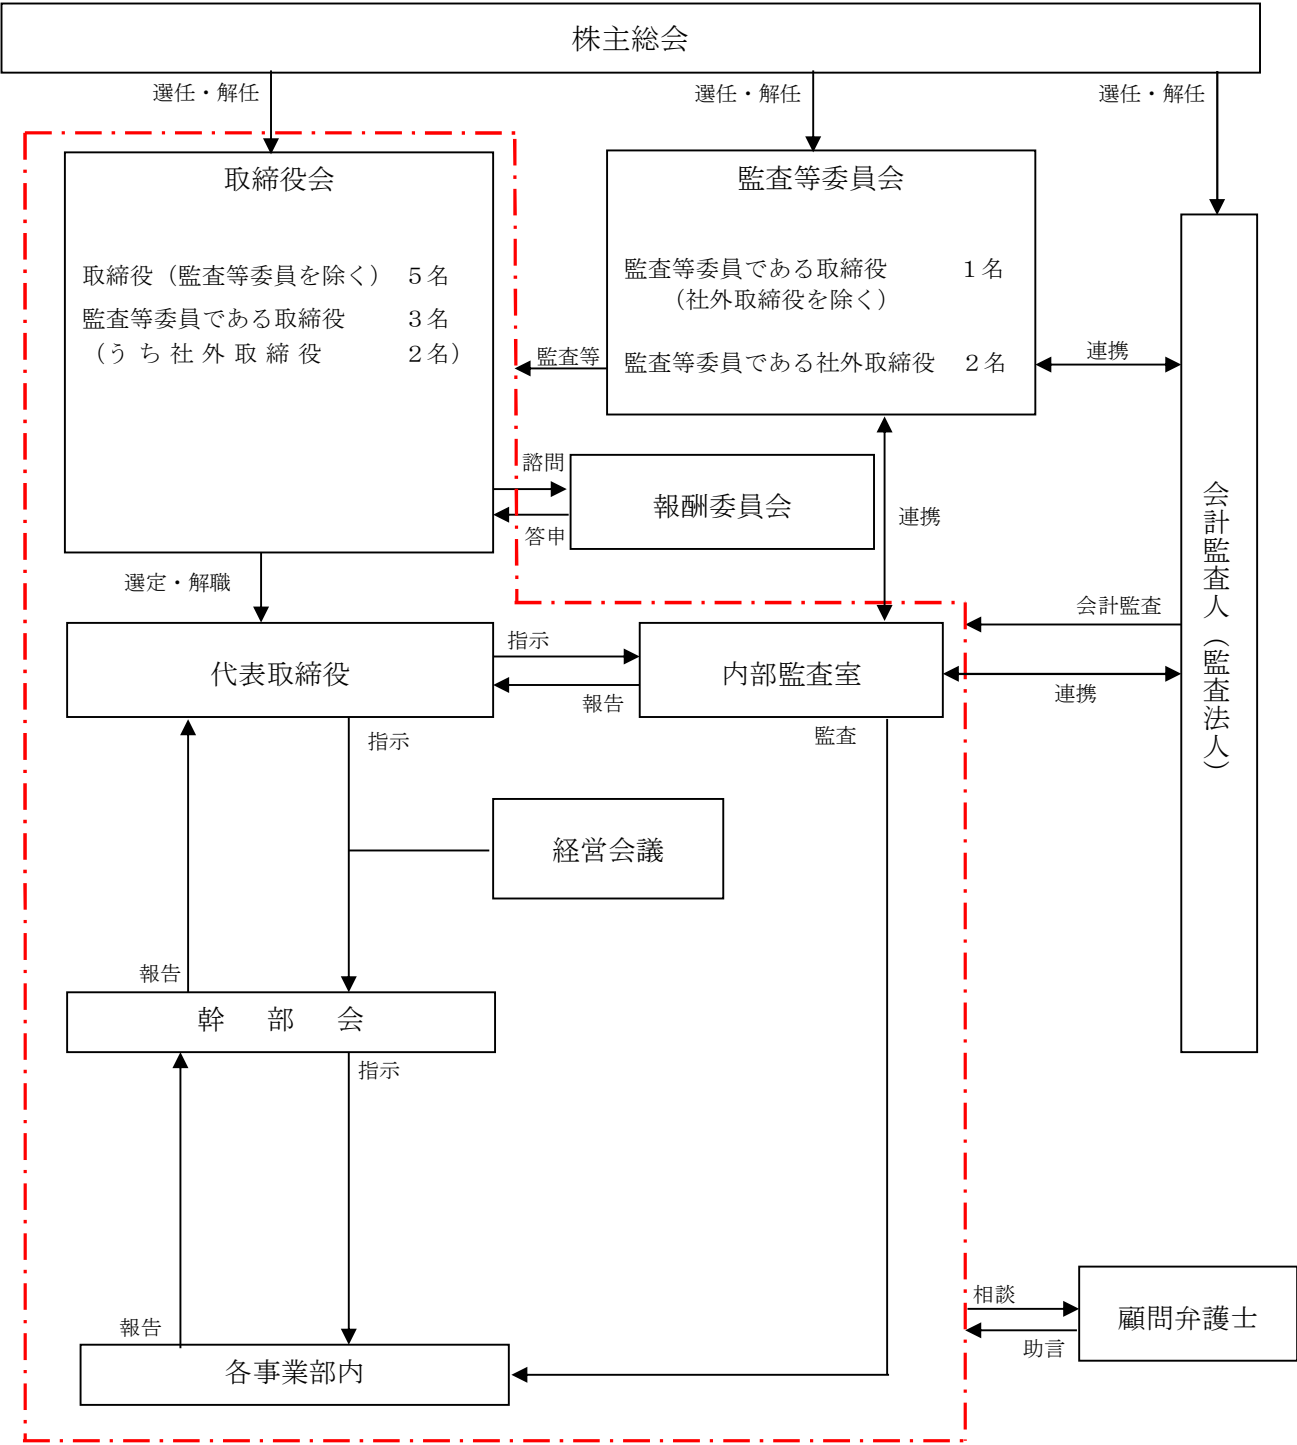 株主総会
選任・解任
選任・解任
選任・解任
取締役会
取締役（監査等委員を除く） ５名
監査等委員である取締役 ３名
（うち社外取締役 ２名）
監査等委員会
監査等委員である取締役 １名
（社外取締役を除く）
監査等委員である社外取締役 ２名
監査等
連携
諮問
答申
報酬委員会
連携
会計監査人（監査法人）
選定・解職
会計監査
代表取締役
指示
報告
内部監査室
連携
指示
監査
経営会議
報告
幹 部 会
指示
報告
各事業部内
相談
助言
顧問弁護士